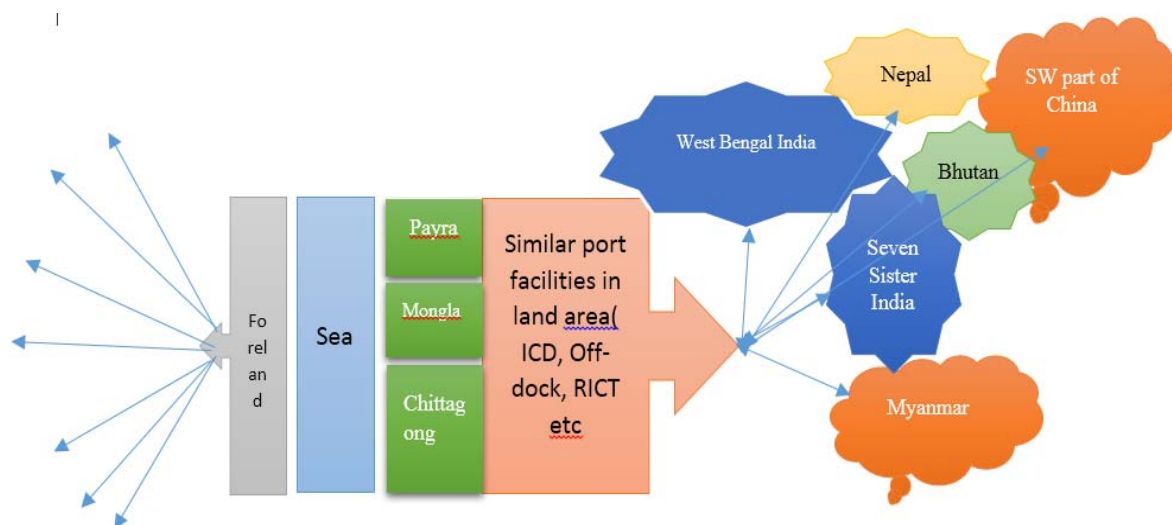 Fo
rel
an
d
Sea
Payra
Mongla
Chittag
ong
Similar port
facilities in
land area(
ICD, Off-
dock, RICT
etc
West Bengal India
Nepal
SW part of
China
Bhutan
Seven
Sister
India
Myanmar